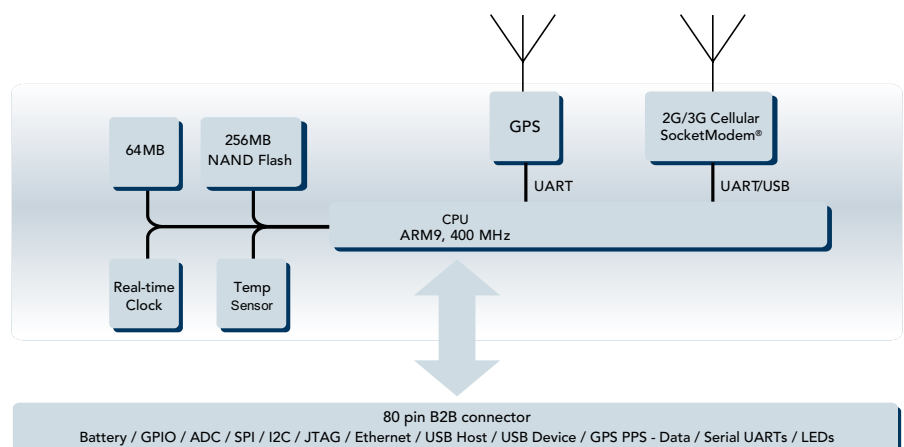 GPS
2G/3G Cellular
SocketModem®
64MB
256MB
NAND Flash
UART
UART/USB
CPU
ARM9, 400 MHz
Real-time
Clock
Temp
Sensor
80 pin B2B connector
Battery / GPIO / ADC / SPI / I2C / JTAG / Ethernet / USB Host / USB Device / GPS PPS - Data / Serial UARTs / LEDs